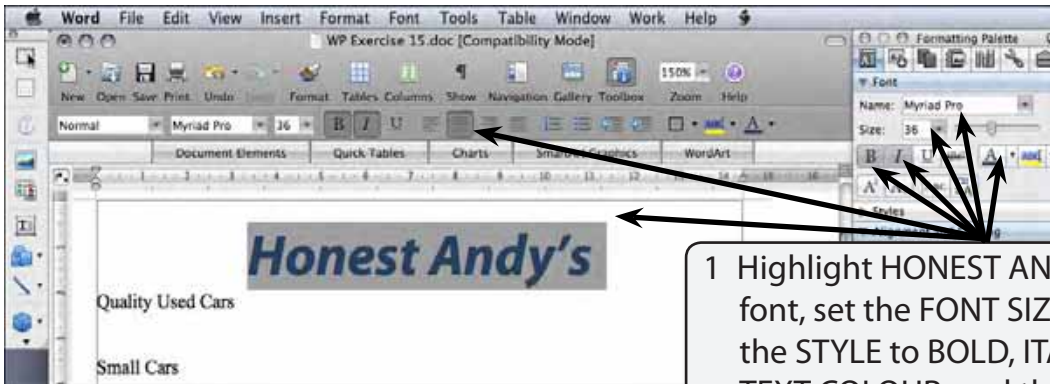 Word File Edit View Insert Format Font Tools Table Window Work Help
WP Exercise 15.doc [Compatibility Mode]
Formatting Palette
150%
New Open Save Print Undo Format Tables Columns Show Navigation Gallery Toolbox Zoom Help
Font
Name: Myriad Pro
Size: 36
Normal Myriad Pro 36 B I U A
B I U A
Document Elements Quick Tables Charts WordArt
Styles
Honest Andy's
Quality Used Cars
Small Cars
1 Highlight HONEST AN
font, set the FONT SIZ
the STYLE to BOLD, ITA